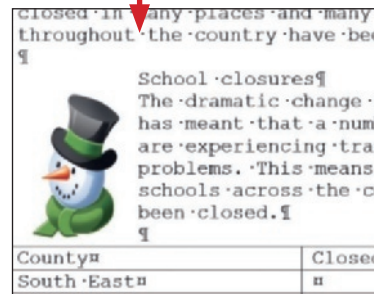 closed in many places and many
throughout the country have bee
School closures
The dramatic change
has meant that a num
are experiencing tra
problems. This means
schools across the c
been closed.
County Closed
South East